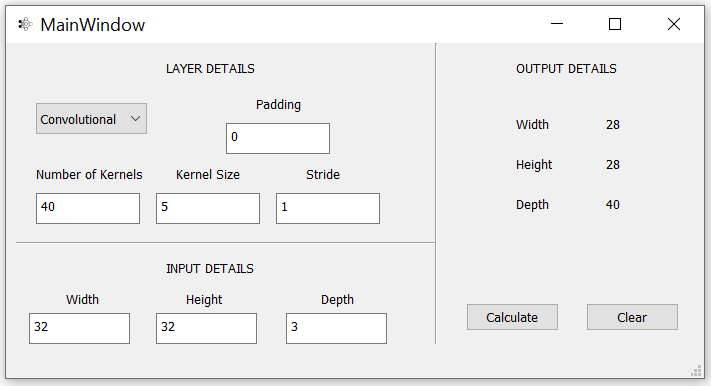 MainWindow
LAYER DETAILS
Convolutional
Padding
0
Number of Kernels Kernel Size Stride
40 5 1
INPUT DETAILS
Width Height Depth
32 32 3
OUTPUT DETAILS
Width 28
Height 28
Depth 40
Calculate Clear